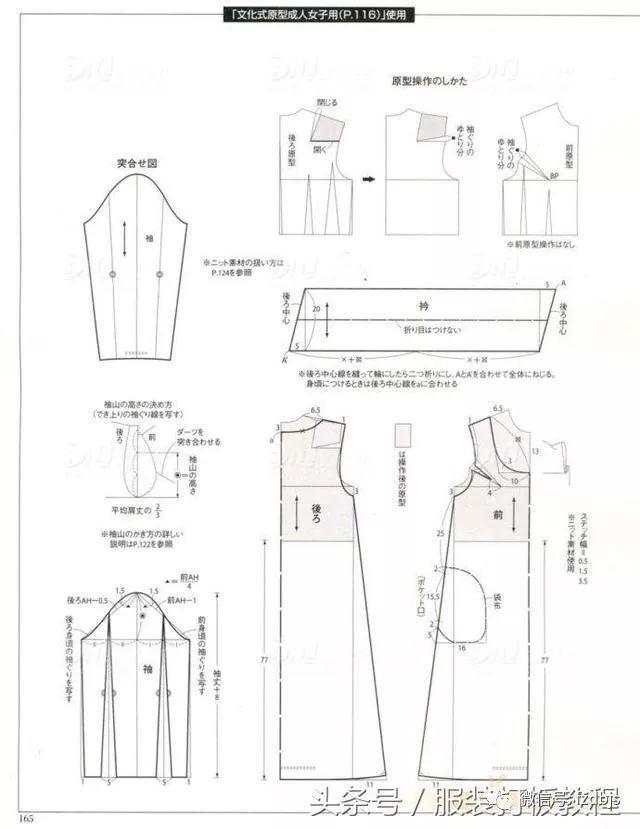 「文化式原型成人女子用(P.116)」使用
原型操作のしかた
閉じる
開く
後ろ原型
袖ぐりの
ゆとり分
袖ぐりの
ゆとり分
前原型
BP
※前原型操作はなし
突合せ図
袖
※ニット素材の扱い方は
P.124を参照
5
A
後ろ中心
20
衿
折り目はつけない
後ろ中心
5
A'
※後ろ中心線を縫って輪にしたら二つ折りにし、AとA'を合わせて全体にねじる。
身頃につけるときは後ろ中心線をaに合わせる
袖山の高さの決め方
(でき上りの袖ぐり線を写す)
後ろ
前
ダーツを
突き合わせる
袖山の高さ
平均肩丈の
※袖山のかき方の詳しい
説明はP.122を参照
6.5
3
a
1
は操作後の原型
3
後ろ
77
11
6.5
1
13
10
4
3
前
25
2
15.5
(ポケット口)
袋布
2
5
16
77
11
ステッチ幅=
0.5
1.5
3.5
※ニット素材使用
▲=前AH/4
1.5
1.5
後ろAH−0.5
前AH−1
後ろ身頃の袖ぐりを写す
前身頃の袖ぐりを写す
袖
袖丈+8
1
5
5
1
头条号/服装打板教程
165